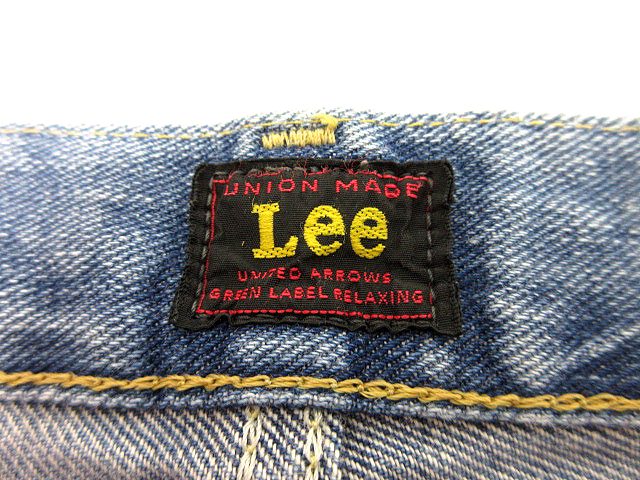 UNION MADE
Lee
UNITED ARROWS
GREEN LABEL RELAXING